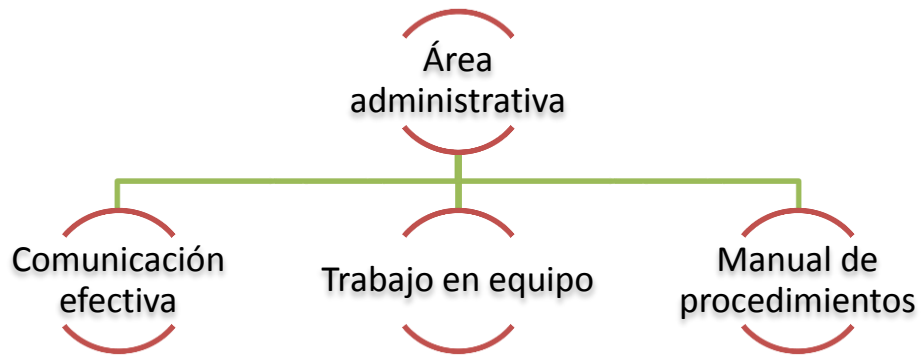 Área
administrativa
Comunicación
efectiva
Trabajo en equipo
Manual de
procedimientos